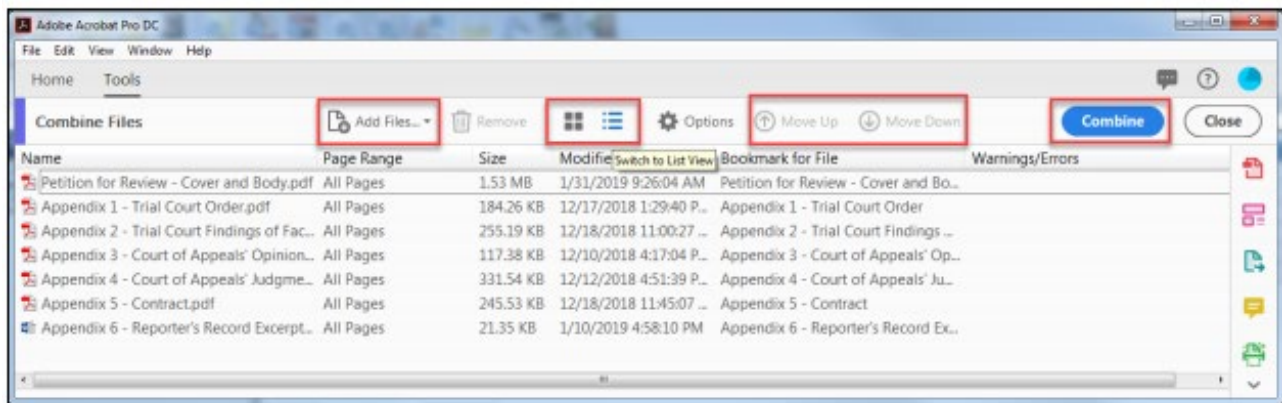 Adobe Acrobat Pro DC
File Edit View Window Help
Home Tools
Combine Files Add Files... Remove Options Move Up Move Down Combine Close
Name Page Range Size Modifie Switch to List View Bookmark for File Warnings/Errors
Petition for Review - Cover and Body.pdf All Pages 1.53 MB 1/31/2019 9:26:04 AM Petition for Review - Cover and Bo...
Appendix 1 - Trial Court Order.pdf All Pages 184.26 KB 12/17/2018 1:29:40 P... Appendix 1 - Trial Court Order
Appendix 2 - Trial Court Findings of Fac... All Pages 255.19 KB 12/18/2018 11:00:27 ... Appendix 2 - Trial Court Findings ...
Appendix 3 - Court of Appeals' Opinion... All Pages 117.38 KB 12/10/2018 4:17:04 P... Appendix 3 - Court of Appeals' Op...
Appendix 4 - Court of Appeals' Judgme... All Pages 331.54 KB 12/12/2018 4:51:39 P... Appendix 4 - Court of Appeals' Ju...
Appendix 5 - Contract.pdf All Pages 245.53 KB 12/18/2018 11:45:07 ... Appendix 5 - Contract
Appendix 6 - Reporter's Record Excerpt... All Pages 21.35 KB 1/10/2019 4:58:10 PM Appendix 6 - Reporter's Record Ex...